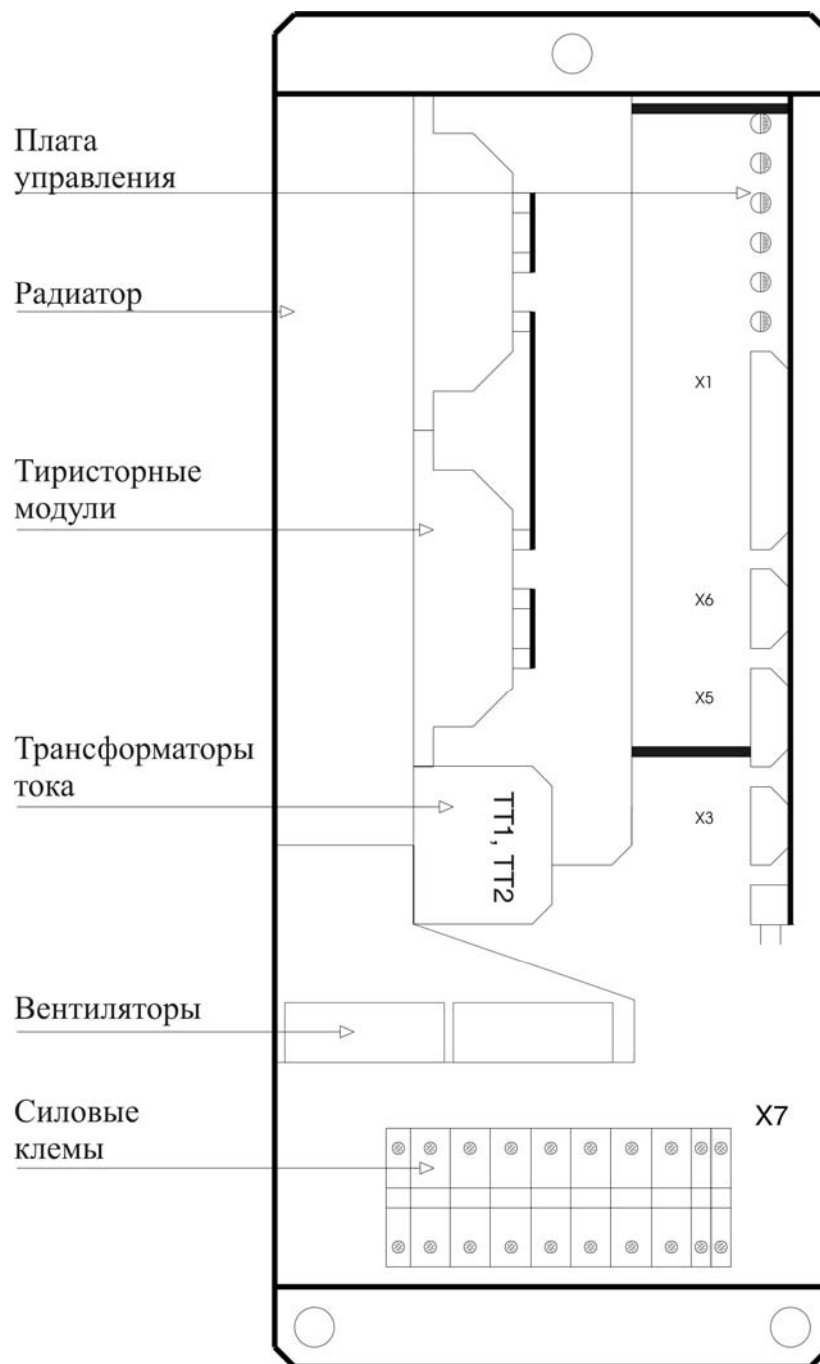 Плата
управления
Радиатор
X1
Тиристорные
модули
X6
X5
Трансформаторы
тока
TT1, TT2
X3
Вентиляторы
Силовые
клемы
X7